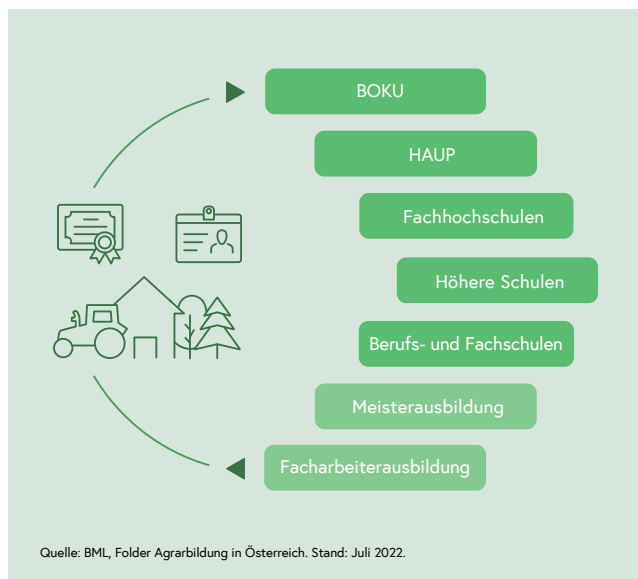 BOKU
HAUP
Fachhochschulen
Höhere Schulen
Berufs- und Fachschulen
Meisterausbildung
Facharbeiterausbildung
Quelle: BML, Folder Agrarbildung in Österreich. Stand: Juli 2022.